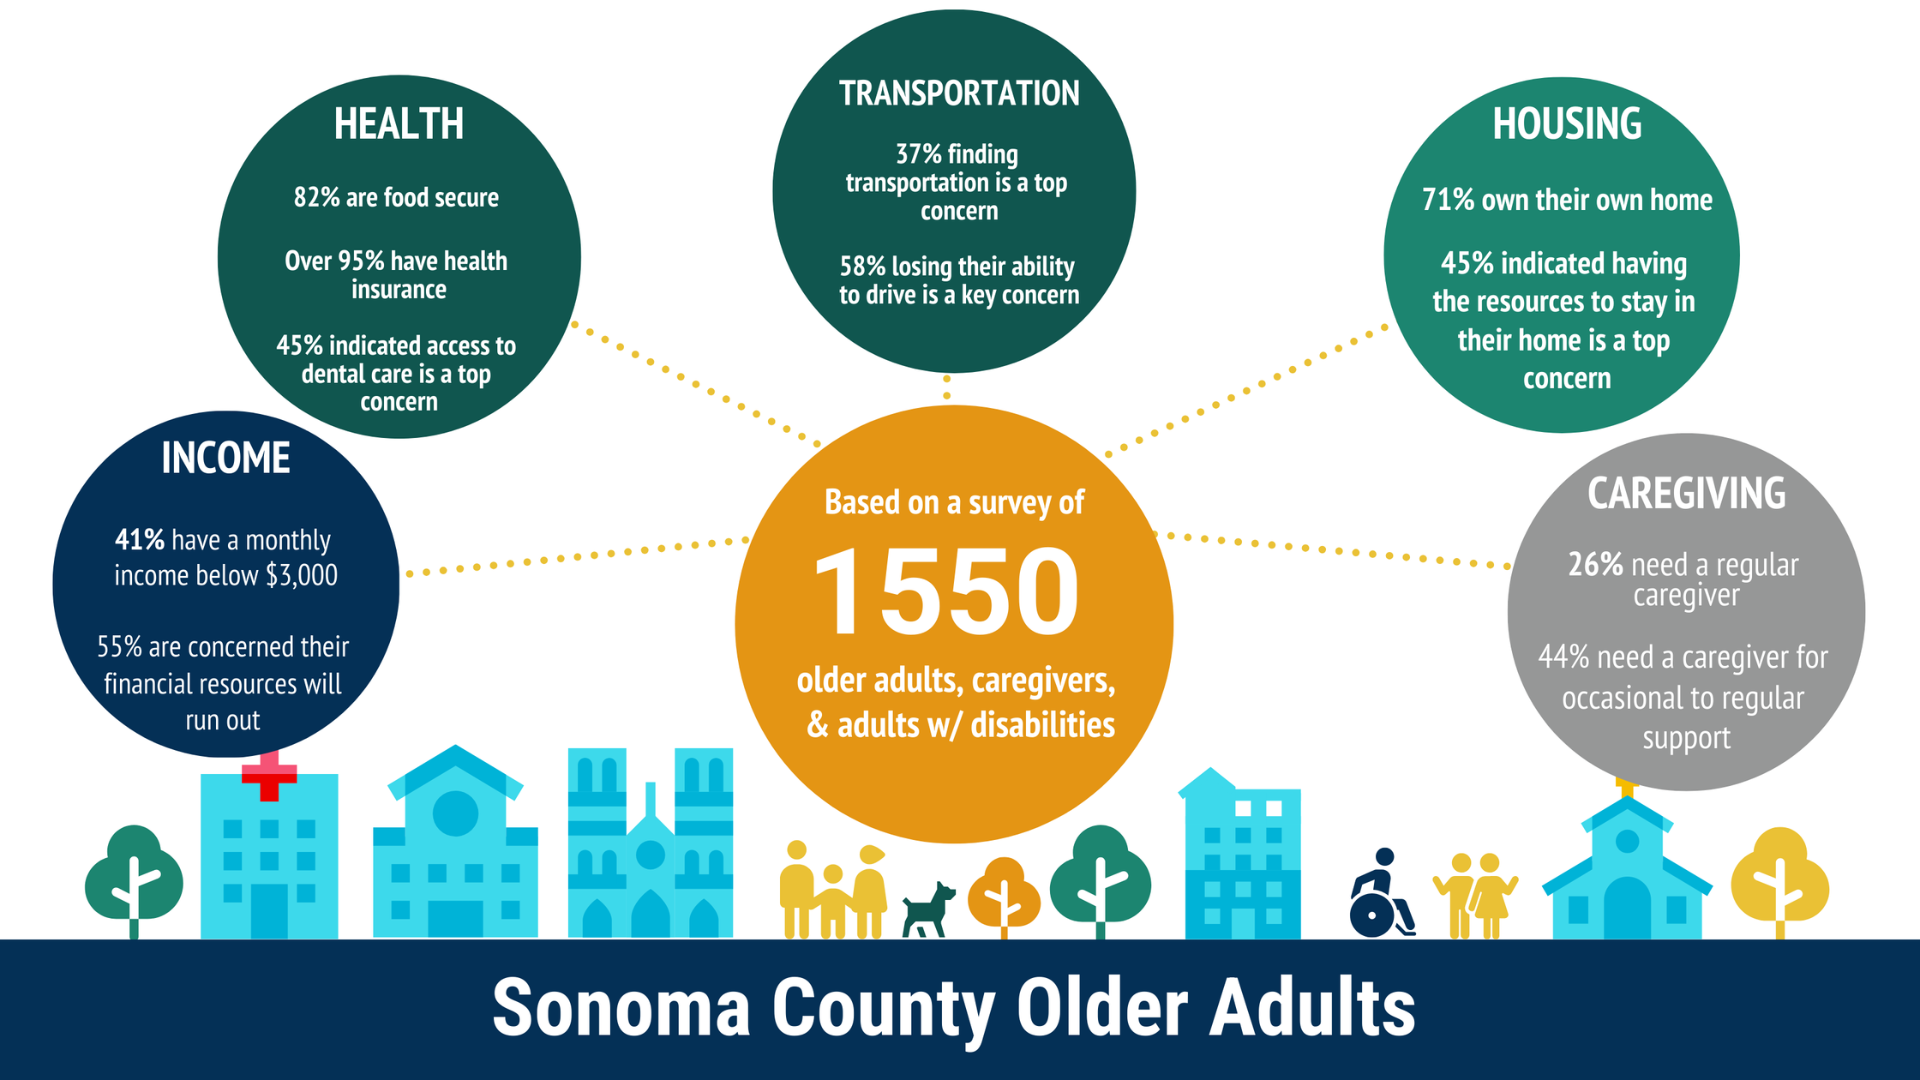 HEALTH
82% are food secure
Over 95% have health
insurance
45% indicated access to
dental care is a top
concern
TRANSPORTATION
37% finding
transportation is a top
concern
58% losing their ability
to drive is a key concern
HOUSING
71% own their own home
45% indicated having
the resources to stay in
their home is a top
concern
INCOME
41% have a monthly
income below $3,000
55% are concerned their
financial resources will
run out
Based on a survey of
1550
older adults, caregivers,
& adults w/ disabilities
CAREGIVING
26% need a regular
caregiver
44% need a caregiver for
occasional to regular
support
Sonoma County Older Adults